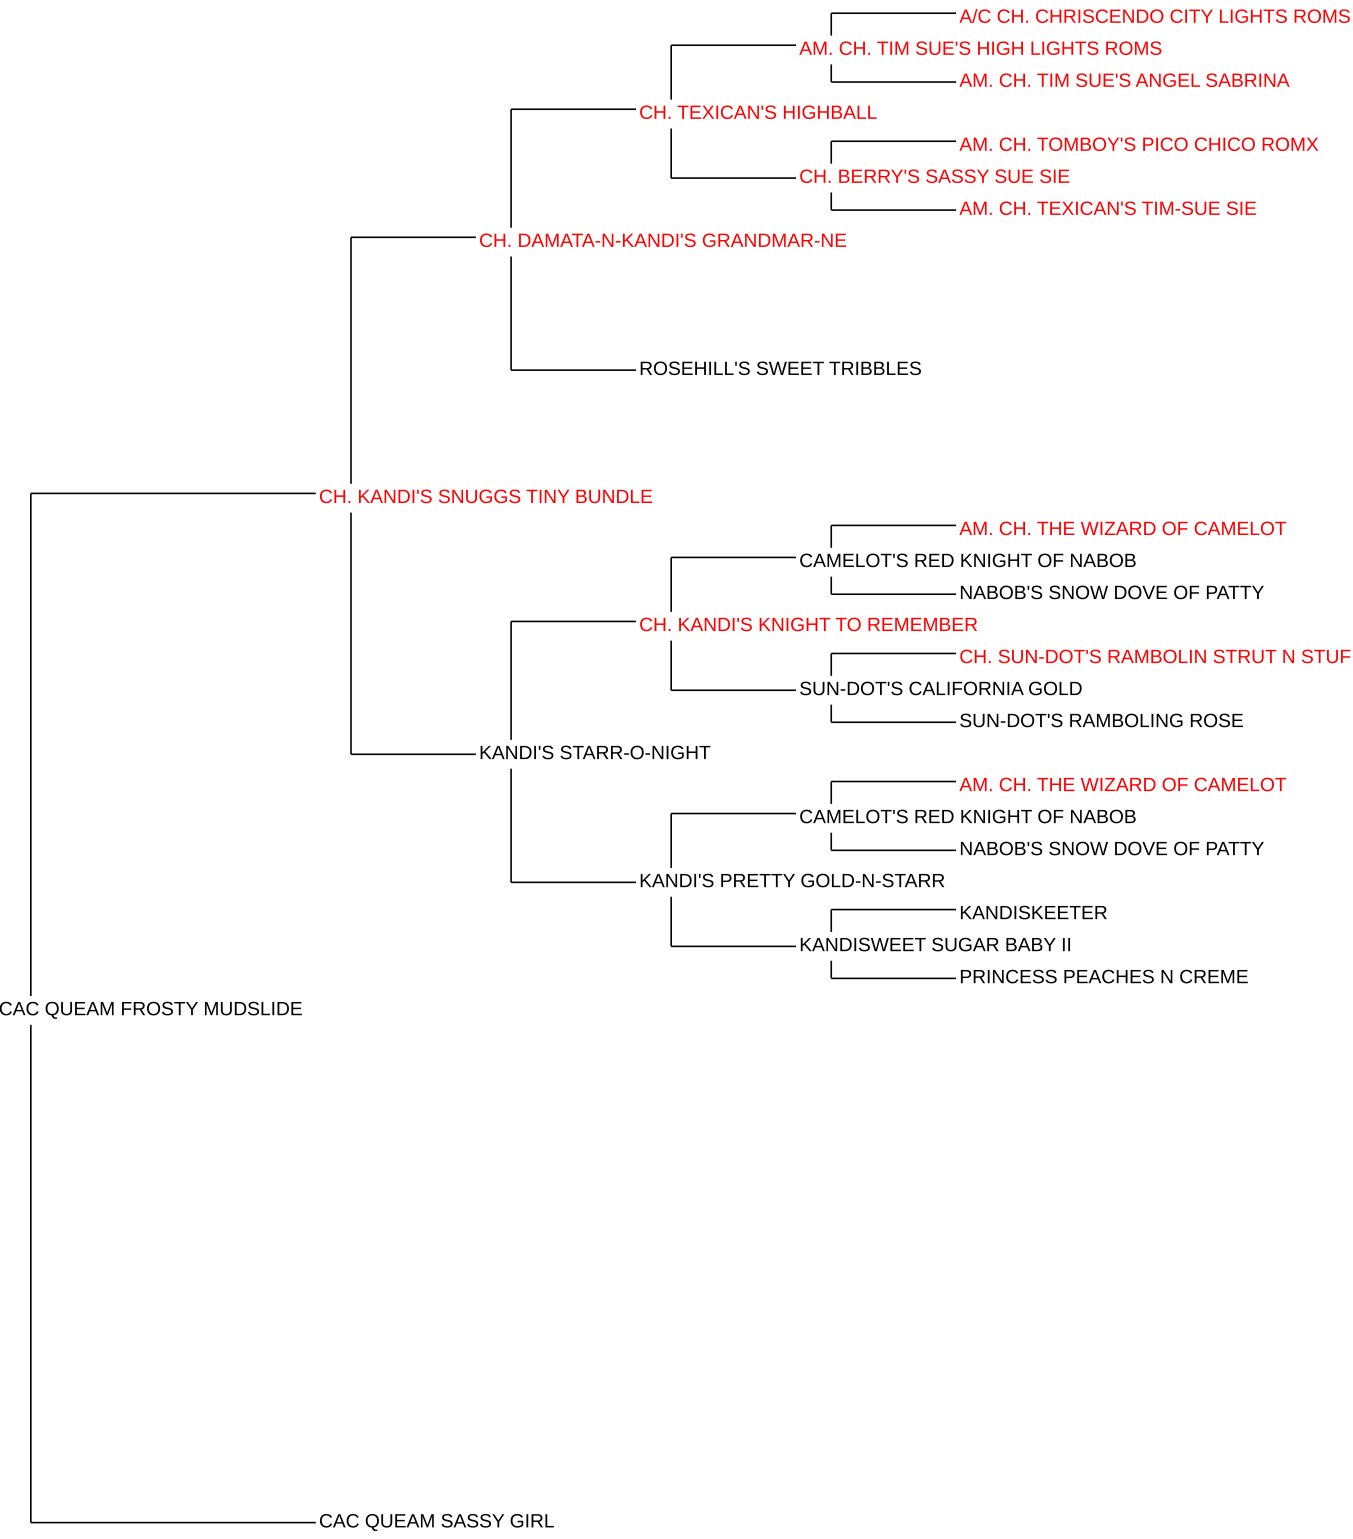 A/C CH. CHRISCENDO CITY LIGHTS ROMS
AM. CH. TIM SUE'S HIGH LIGHTS ROMS
AM. CH. TIM SUE'S ANGEL SABRINA
CH. TEXICAN'S HIGHBALL
AM. CH. TOMBOY'S PICO CHICO ROMX
CH. BERRY'S SASSY SUE SIE
AM. CH. TEXICAN'S TIM-SUE SIE
CH. DAMATA-N-KANDI'S GRANDMAR-NE
ROSEHILL'S SWEET TRIBBLES
CH. KANDI'S SNUGGS TINY BUNDLE
AM. CH. THE WIZARD OF CAMELOT
CAMELOT'S RED KNIGHT OF NABOB
NABOB'S SNOW DOVE OF PATTY
CH. KANDI'S KNIGHT TO REMEMBER
CH. SUN-DOT'S RAMBOLIN STRUT N STUF
SUN-DOT'S CALIFORNIA GOLD
SUN-DOT'S RAMBOLING ROSE
KANDI'S STARR-O-NIGHT
AM. CH. THE WIZARD OF CAMELOT
CAMELOT'S RED KNIGHT OF NABOB
NABOB'S SNOW DOVE OF PATTY
KANDI'S PRETTY GOLD-N-STARR
KANDISKEETER
KANDISWEET SUGAR BABY II
PRINCESS PEACHES N CREME
CAC QUEAM FROSTY MUDSLIDE
CAC QUEAM SASSY GIRL